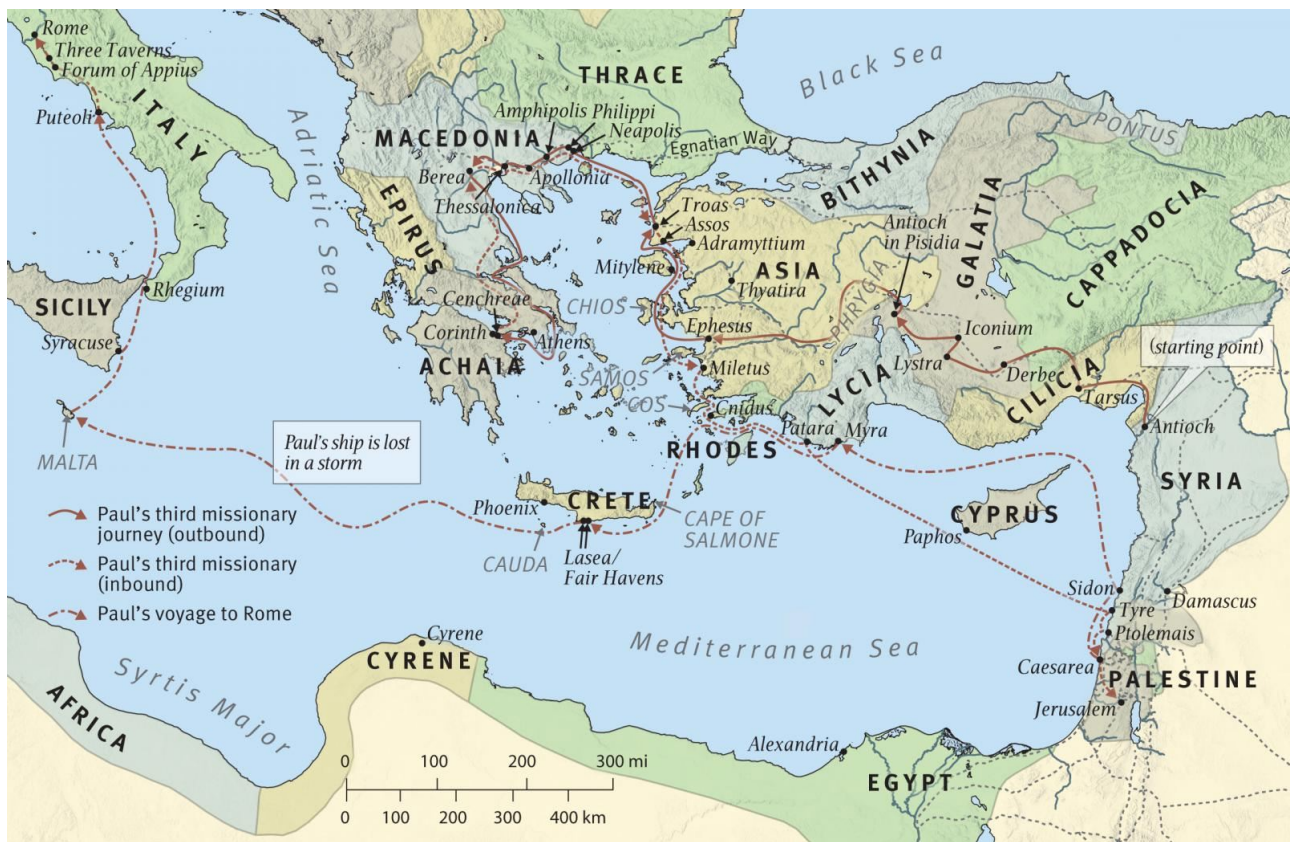 Rome
Three Taverns
Forum of Appius
Puteoli
ITALY
Adriatic Sea
THRACE
Black Sea
Amphipolis Philippi
Neapolis
MACEDONIA
Egnatian Way
BITHYNIA
PONTUS
Berea
Apollonia
Thessalonica
EPIRUS
Troas
Assos
Adramyttium
Antioch
in Pisidia
GALATIA
CAPPADOCIA
Mitylene
ASIA
Thyatira
PHRYGIA
Rhegium
SICILY
Syracuse
Cenchreae
CHIOS
Corinth
Athens
ACHAIA
Ephesus
Iconium
(starting point)
Lystra
Derbe
Miletus
SAMOS
LYCIA
CILICIA
Tarsus
COS
Cnidus
Patara
Myra
Antioch
MALTA
Paul's ship is lost
in a storm
RHODES
SYRIA
Phoenix
CRETE
CAPE OF
SALMONE
CYPRUS
Paphos
CAUDA
Lasea/
Fair Havens
Paul's third missionary
journey (outbound)
Paul's third missionary
(inbound)
Paul's voyage to Rome
Sidon
Damascus
Tyre
Ptolemais
Cyrene
CYRENE
Mediterranean Sea
Caesarea
PALESTINE
Jerusalem
Syrtis Major
AFRICA
Alexandria
EGYPT
0 100 200 300 mi
0 100 200 300 400 km